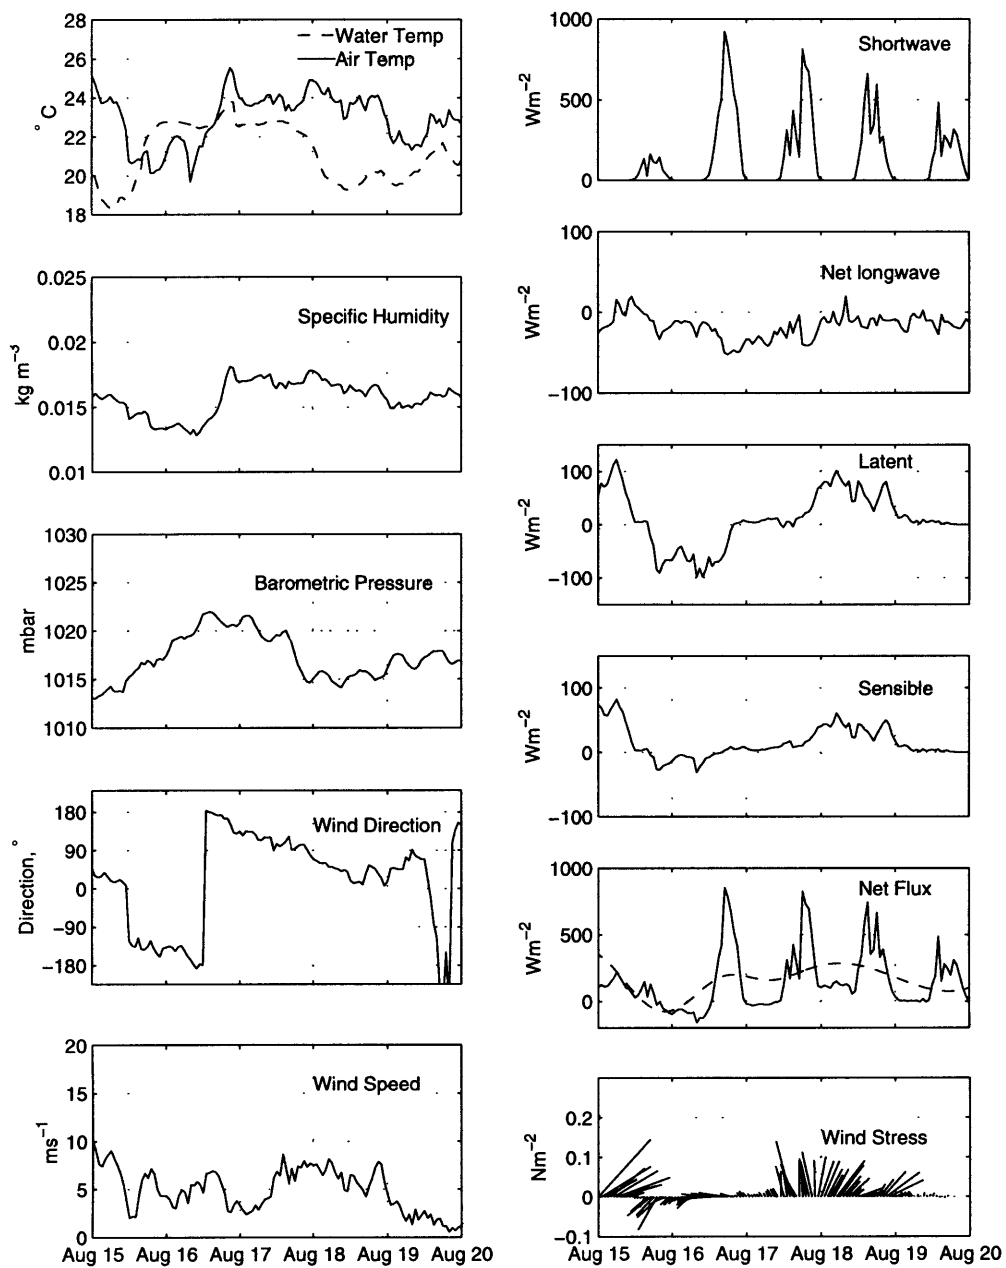 28
26
24
22
20
18
° C
Water Temp
Air Temp
0.025
0.02
0.015
0.01
kg m−3
Specific Humidity
1030
1025
1020
1015
1010
mbar
Barometric Pressure
180
90
0
−90
−180
Direction, °
Wind Direction
20
15
10
5
0
ms−1
Wind Speed
Aug 15 Aug 16 Aug 17 Aug 18 Aug 19 Aug 20
1000
500
0
Wm−2
Shortwave
100
0
−100
Wm−2
Net longwave
100
0
−100
Wm−2
Latent
100
0
−100
Wm−2
Sensible
1000
500
0
Wm−2
Net Flux
0.2
0.1
0
−0.1
Nm−2
Wind Stress
Aug 15 Aug 16 Aug 17 Aug 18 Aug 19 Aug 20